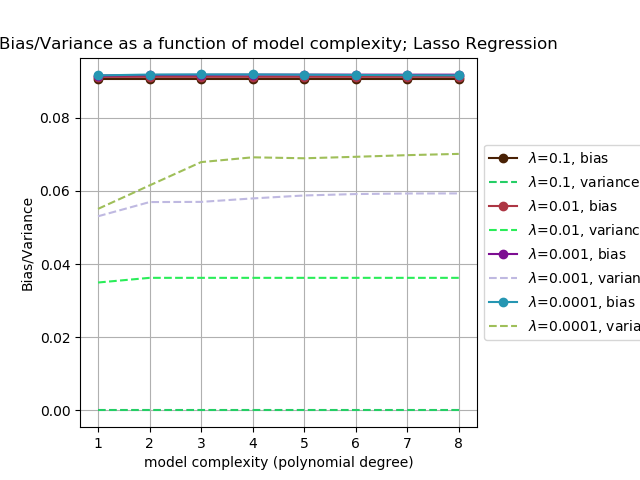 Bias/Variance as a function of model complexity; Lasso Regression
Bias/Variance
0.08
0.06
0.04
0.02
0.00
1 2 3 4 5 6 7 8
model complexity (polynomial degree)
λ=0.1, bias
λ=0.1, variance
λ=0.01, bias
λ=0.01, varianc
λ=0.001, bias
λ=0.001, varian
λ=0.0001, bias
λ=0.0001, varia